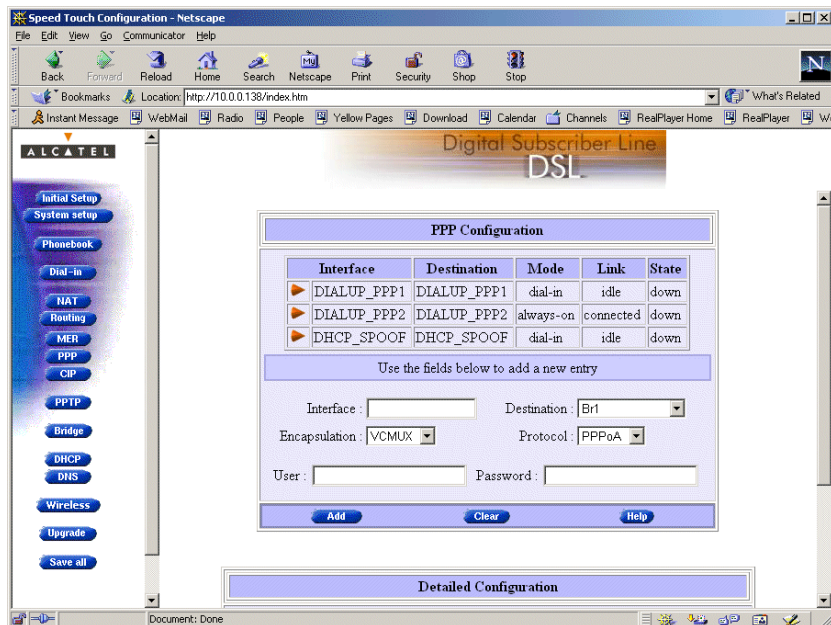 Speed Touch Configuration - Netscape
File Edit View Go Communicator Help
Back Forward Reload Home Search Netscape Print Security Shop Stop
My
N
Bookmarks Location: http://10.0.0.138/index.htm What's Related
Instant Message WebMail Radio People Yellow Pages Download Calendar Channels RealPlayer Home RealPlayer W
ALCATEL
Digital Subscriber Line
DSL
Initial Setup
System setup
Phonebook
Dial-in
NAT
Routing
MER
PPP
CIP
PPTP
Bridge
DHCP
DNS
Wireless
Upgrade
Save all
PPP Configuration
Interface Destination Mode Link State
DIALUP_PPP1 DIALUP_PPP1 dial-in idle down
DIALUP_PPP2 DIALUP_PPP2 always-on connected down
DHCP_SPOOF DHCP_SPOOF dial-in idle down
Use the fields below to add a new entry
Interface : Destination : Br1
Encapsulation : VCMUX Protocol : PPPoA
User : Password :
Add Clear Help
Detailed Configuration
Document: Done